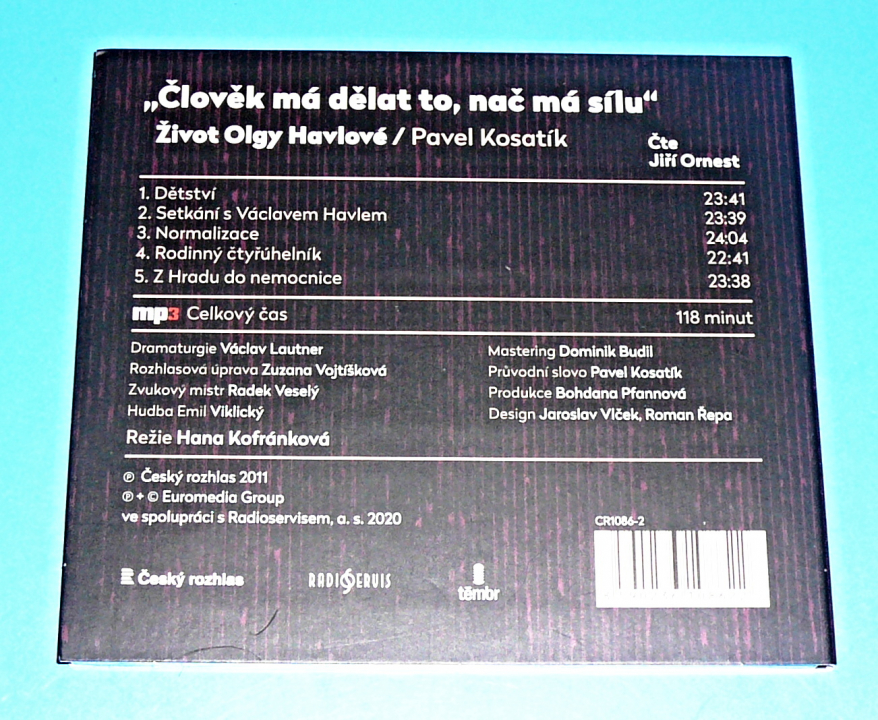 „Člověk má dělat to, nač má sílu“
Život Olgy Havlové / Pavel Kosatík
Čte
Jiří Ornest
1. Dětství 23:41
2. Setkání s Václavem Havlem 23:39
3. Normalizace 24:04
4. Rodinný čtyřúhelník 22:41
5. Z Hradu do nemocnice 23:38
mp3 Celkový čas 118 minut
Dramaturgie Václav Lautner
Rozhlasová úprava Zuzana Vojtíšková
Zvukový mistr Radek Veselý
Hudba Emil Viklický
Režie Hana Kofránková
Mastering Dominik Budil
Průvodní slovo Pavel Kosatík
Produkce Bohdana Pfannová
Design Jaroslav Vlček, Roman Řepa
℗ Český rozhlas 2011
℗ + © Euromedia Group
ve spolupráci s Radioservisem, a. s. 2020
CR1086-2
Český rozhlas
RADIOSERVIS
témbr